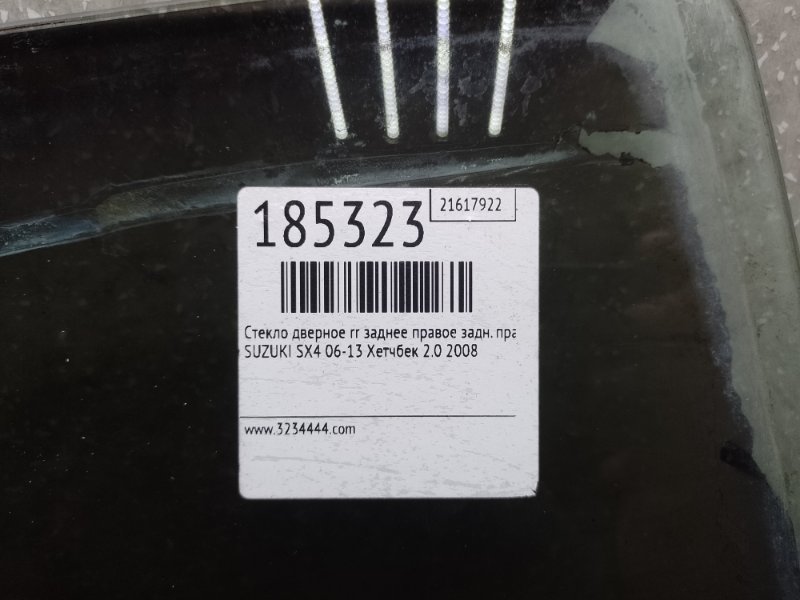 185323
21617922
Стекло дверное rr заднее правое задн. пра
SUZUKI SX4 06-13 Хетчбек 2.0 2008
www.3234444.com